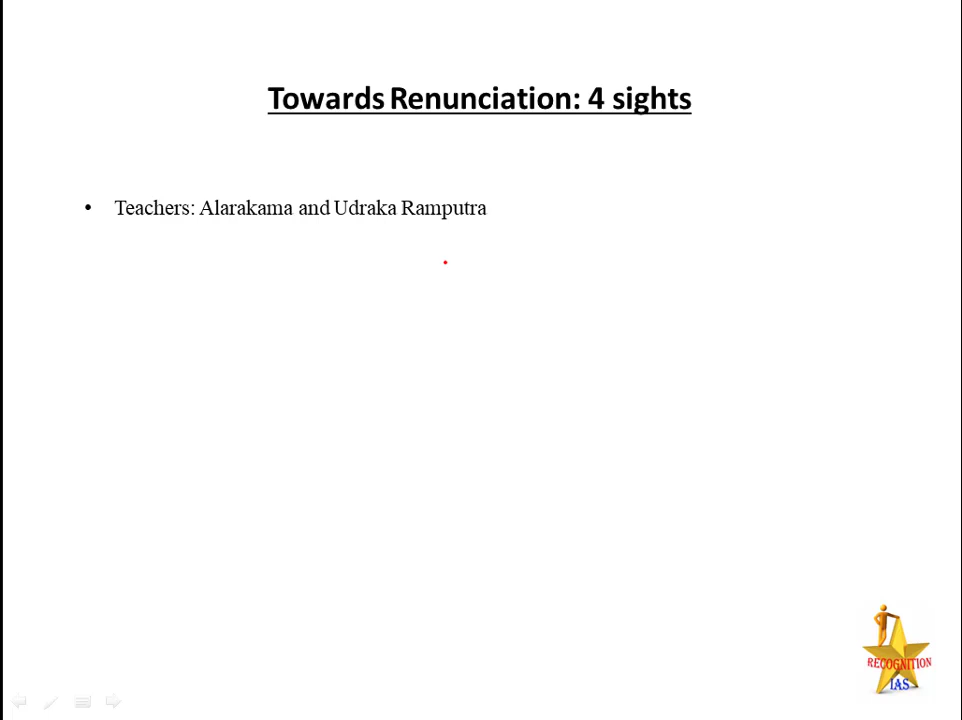 Towards Renunciation: 4 sights
• Teachers: Alarakama and Udraka Ramputra
RECOGNITION
IAS